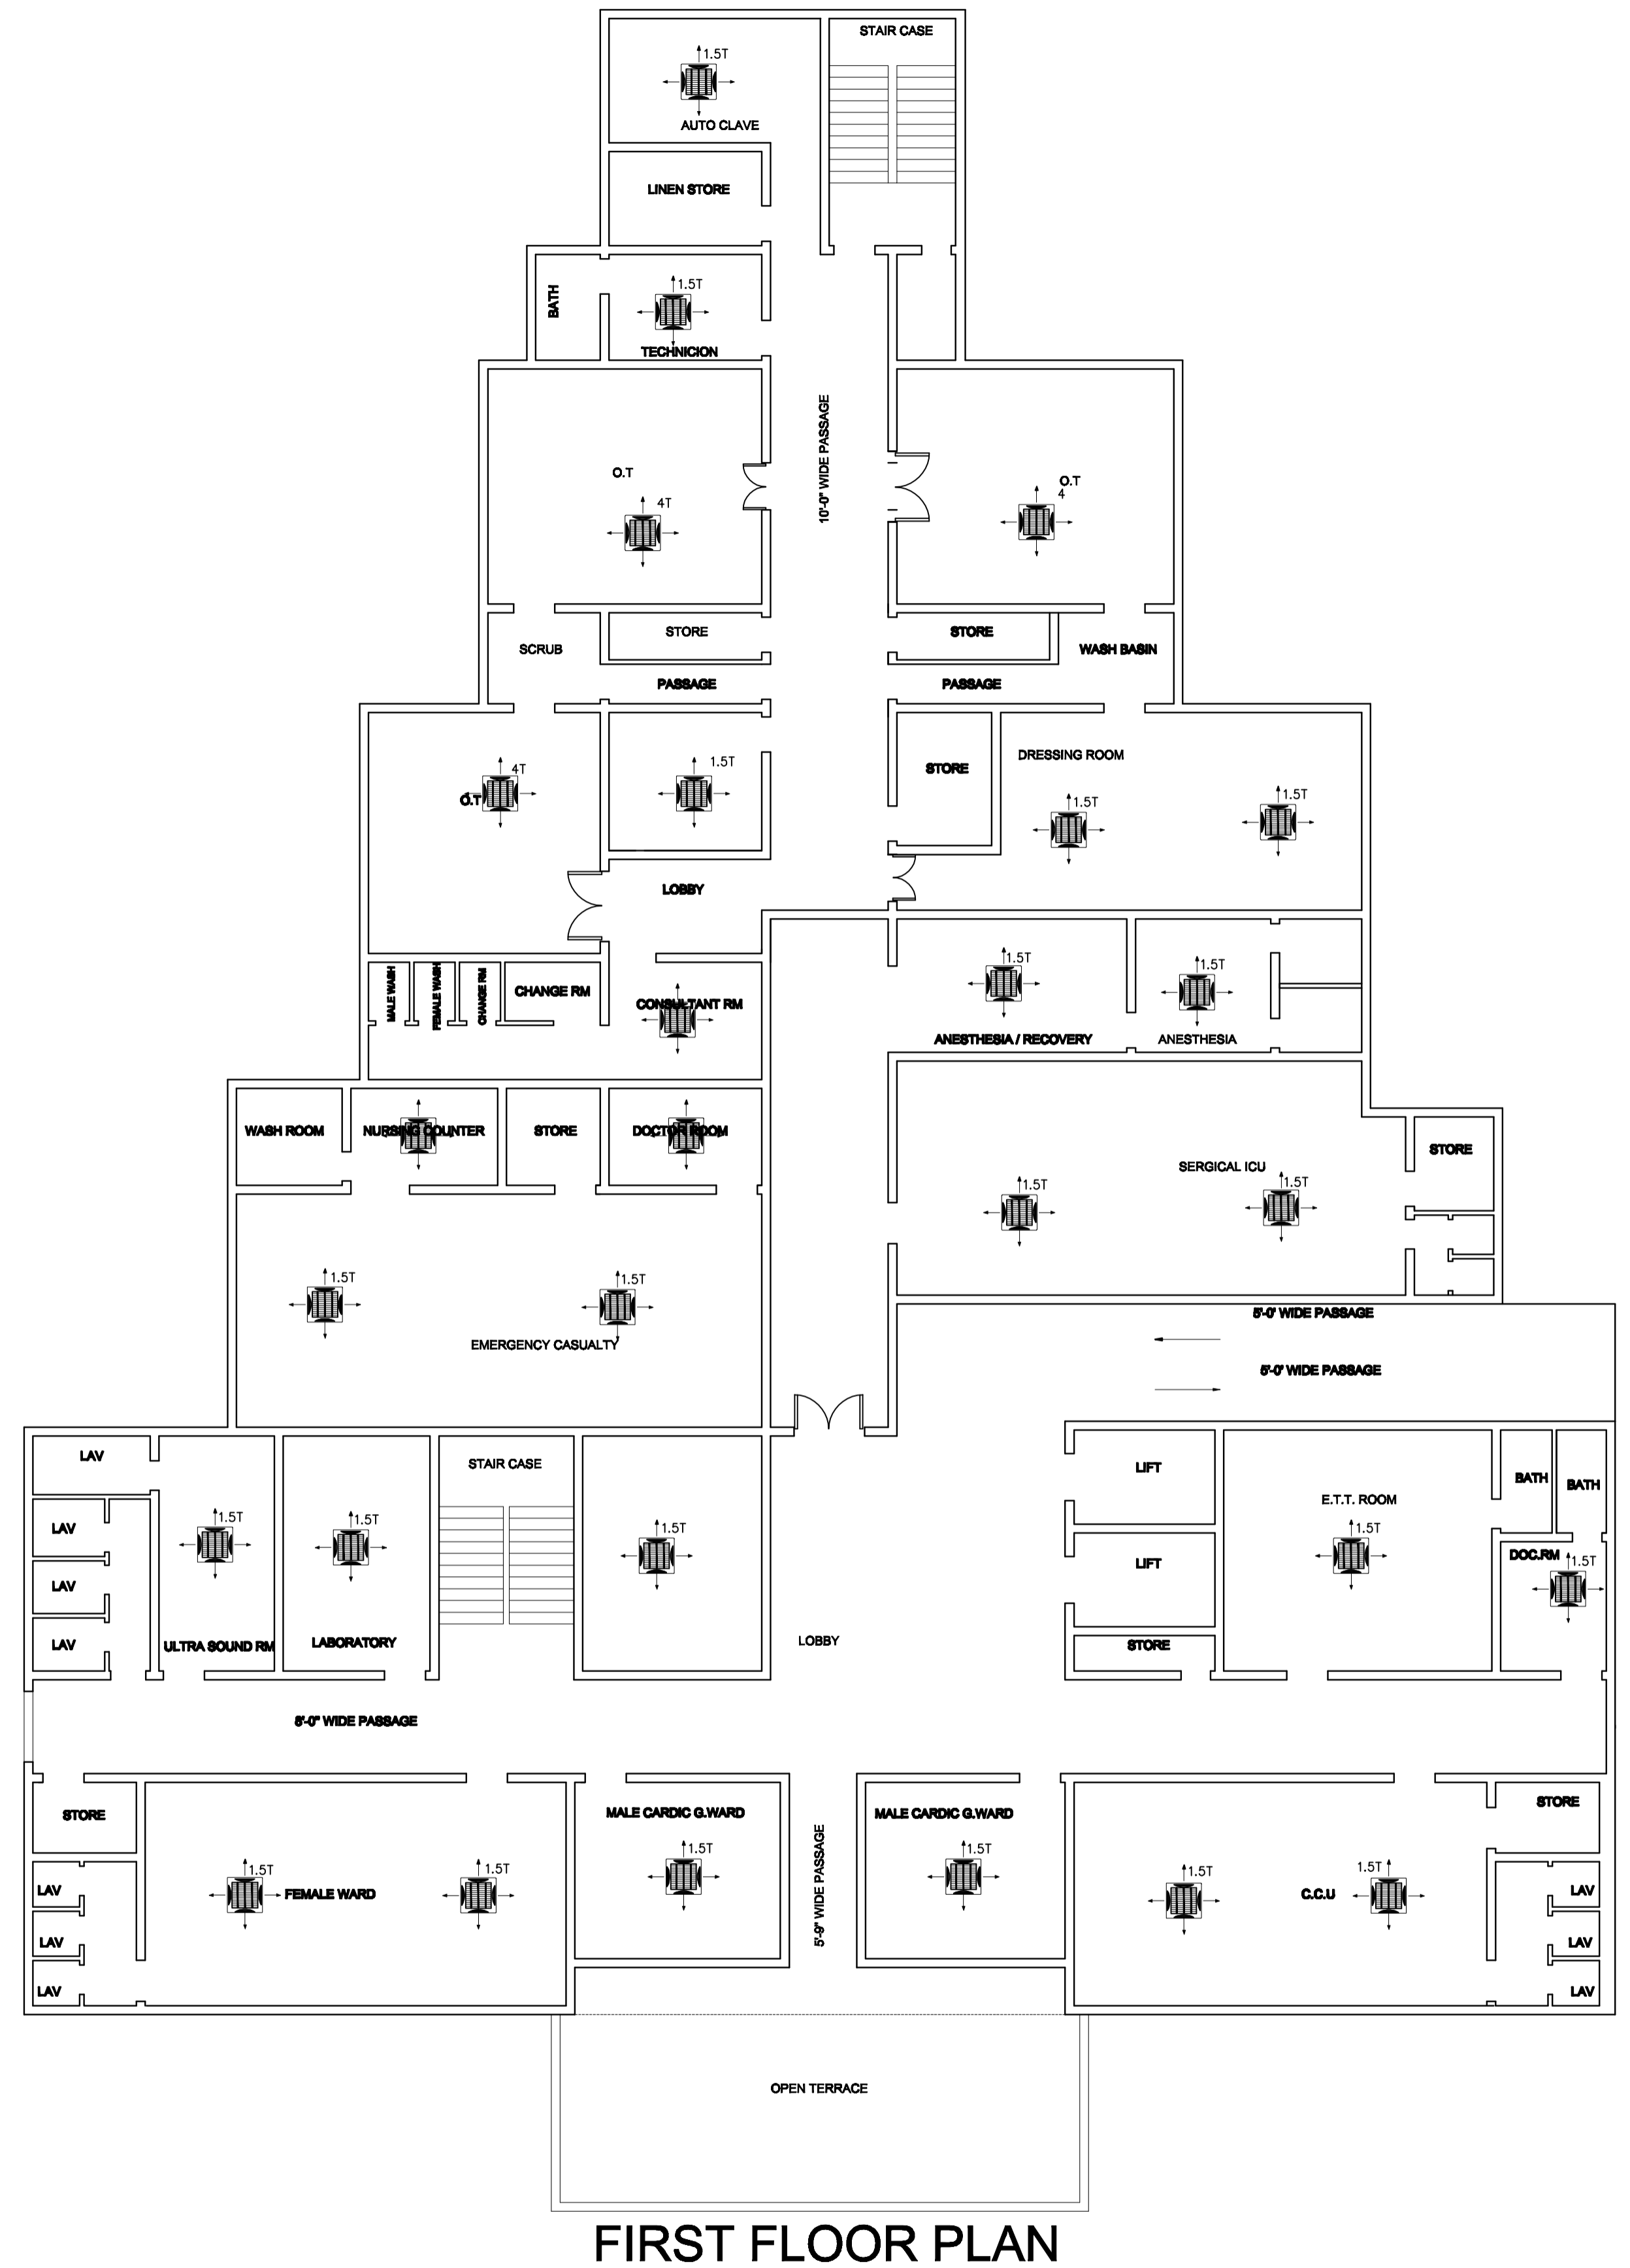 STAIR CASE
1.5T
AUTO CLAVE
LINEN STORE
BATH
1.5T
TECHNICION
10'-0" WIDE PASSAGE
O.T
4T
O.T
4
STORE
STORE
SCRUB
WASH BASIN
PASSAGE
PASSAGE
DRESSING ROOM
1.5T
STORE
4T
O.T
1.5T
1.5T
LOBBY
1.5T
1.5T
MALE WASH
FEMALE WASH
CHANGE RM
CHANGE RM
CONSULTANT RM
ANESTHESIA / RECOVERY
ANESTHESIA
WASH ROOM
NURSING COUNTER
STORE
DOCTOR ROOM
STORE
SERGICAL ICU
1.5T
1.5T
1.5T
1.5T
5'-0' WIDE PASSAGE
EMERGENCY CASUALTY
5'-0' WIDE PASSAGE
LAV
STAIR CASE
LIFT
BATH
BATH
E.T.T. ROOM
1.5T
1.5T
1.5T
1.5T
LAV
LIFT
DOC.RM
1.5T
LAV
LAV
ULTRA SOUND RM
LABORATORY
LOBBY
STORE
8'-0" WIDE PASSAGE
STORE
MALE CARDIC G.WARD
MALE CARDIC G.WARD
STORE
5'-9" WIDE PASSAGE
1.5T
1.5T
1.5T
1.5T
1.5T
1.5T
LAV
FEMALE WARD
C.C.U
LAV
LAV
LAV
LAV
LAV
OPEN TERRACE
FIRST FLOOR PLAN